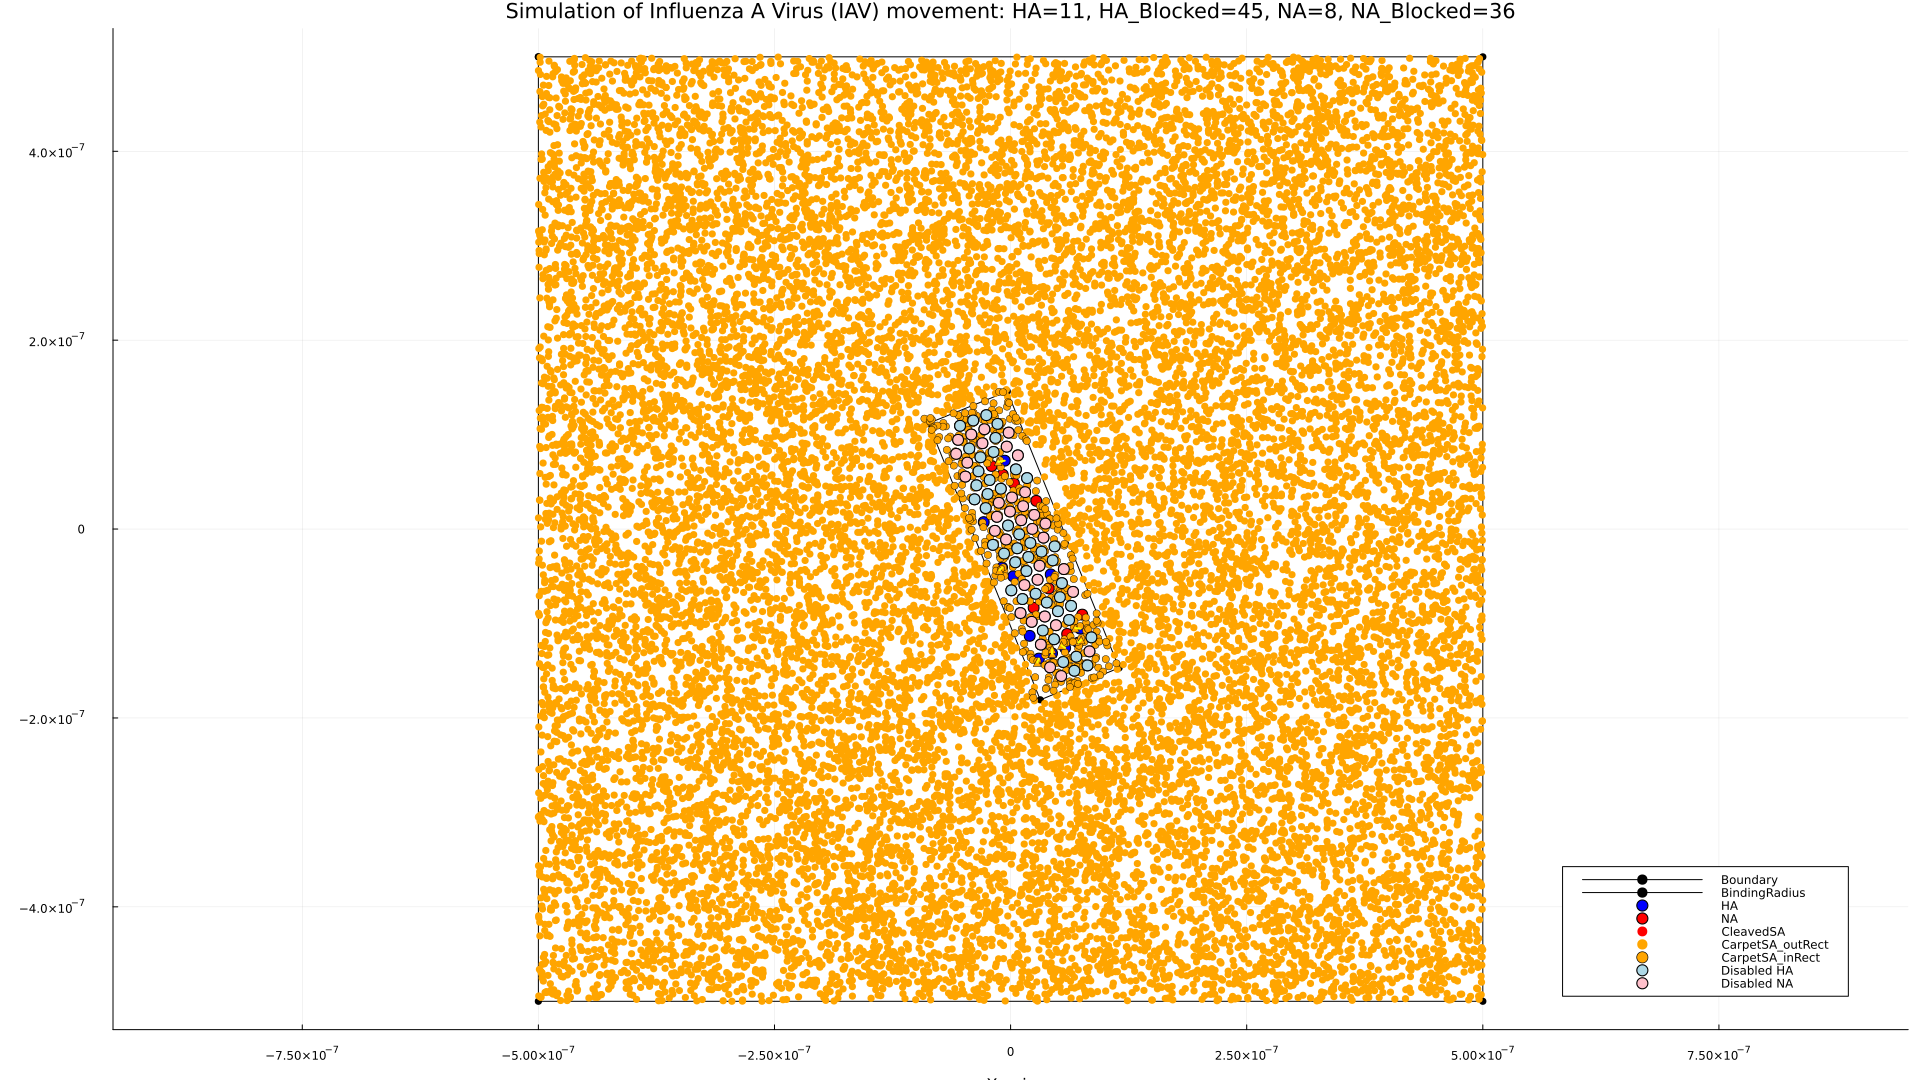 Simulation of Influenza A Virus (IAV) movement: HA=11, HA_Blocked=45, NA=8, NA_Blocked=36
4.0×10⁻⁷
2.0×10⁻⁷
0
−2.0×10⁻⁷
−4.0×10⁻⁷
−7.50×10⁻⁷
−5.00×10⁻⁷
−2.50×10⁻⁷
0
2.50×10⁻⁷
5.00×10⁻⁷
7.50×10⁻⁷
Boundary
BindingRadius
HA
NA
CleavedSA
CarpetSA_outRect
CarpetSA_inRect
Disabled HA
Disabled NA